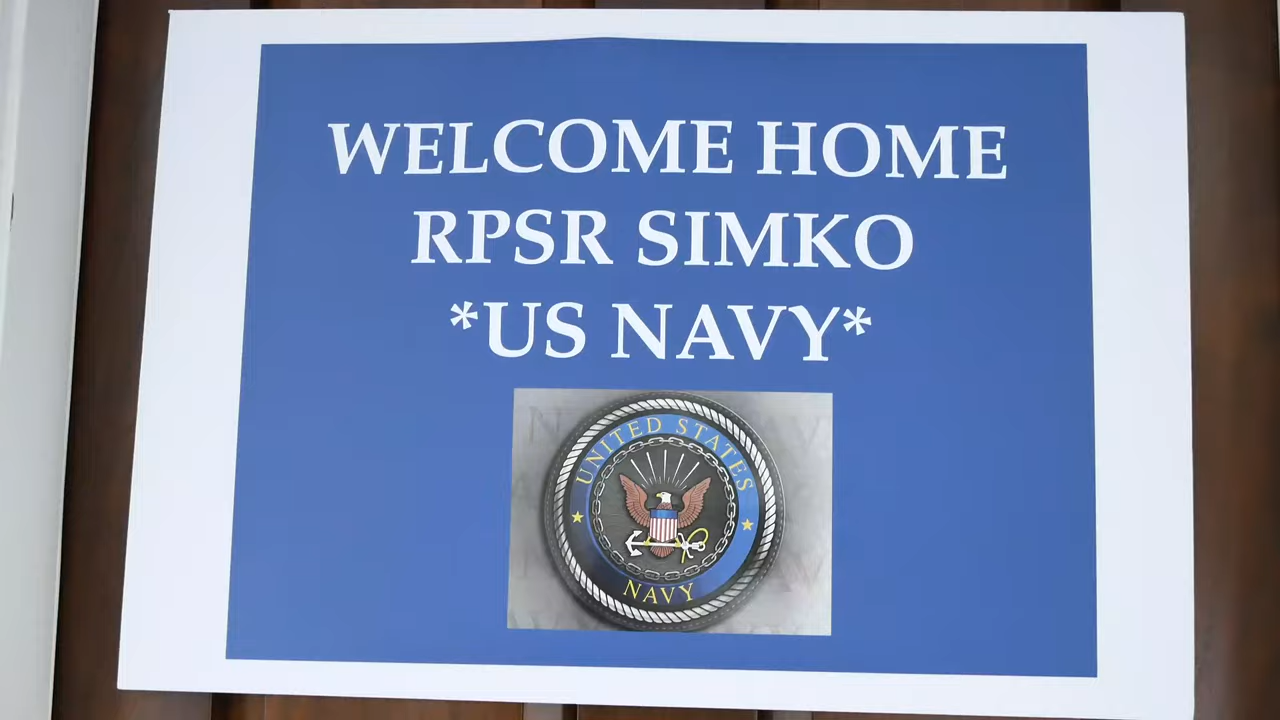 WELCOME HOME
RPSR SIMKO
*US NAVY*
UNITED STATES
NAVY